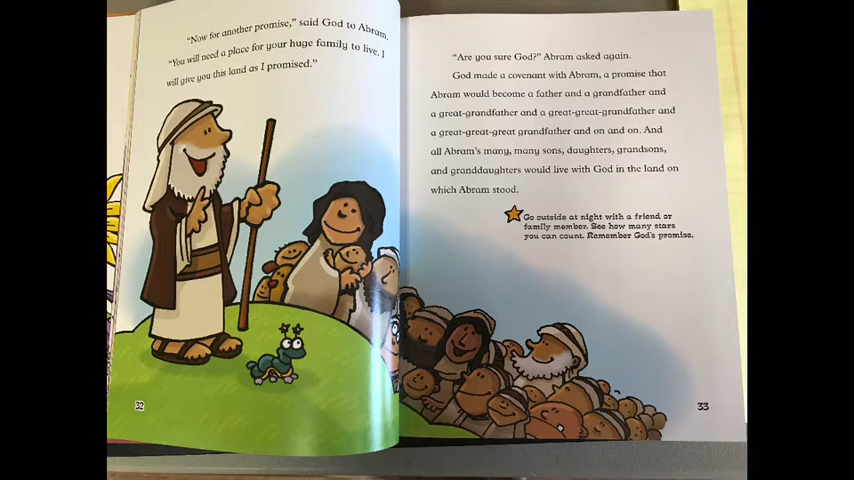 "Now for another promise," said God to Abram.
"You will need a place for your huge family to live. I
will give you this land as I promised."
32
"Are you sure God?" Abram asked again.
God made a covenant with Abram, a promise that
Abram would become a father and a grandfather and
a great-grandfather and a great-great-grandfather and
a great-great-great grandfather and on and on. And
all Abram's many, many sons, daughters, grandsons,
and granddaughters would live with God in the land on
which Abram stood.
Go outside at night with a friend or
family member. See how many stars
you can count. Remember God's promise.
33